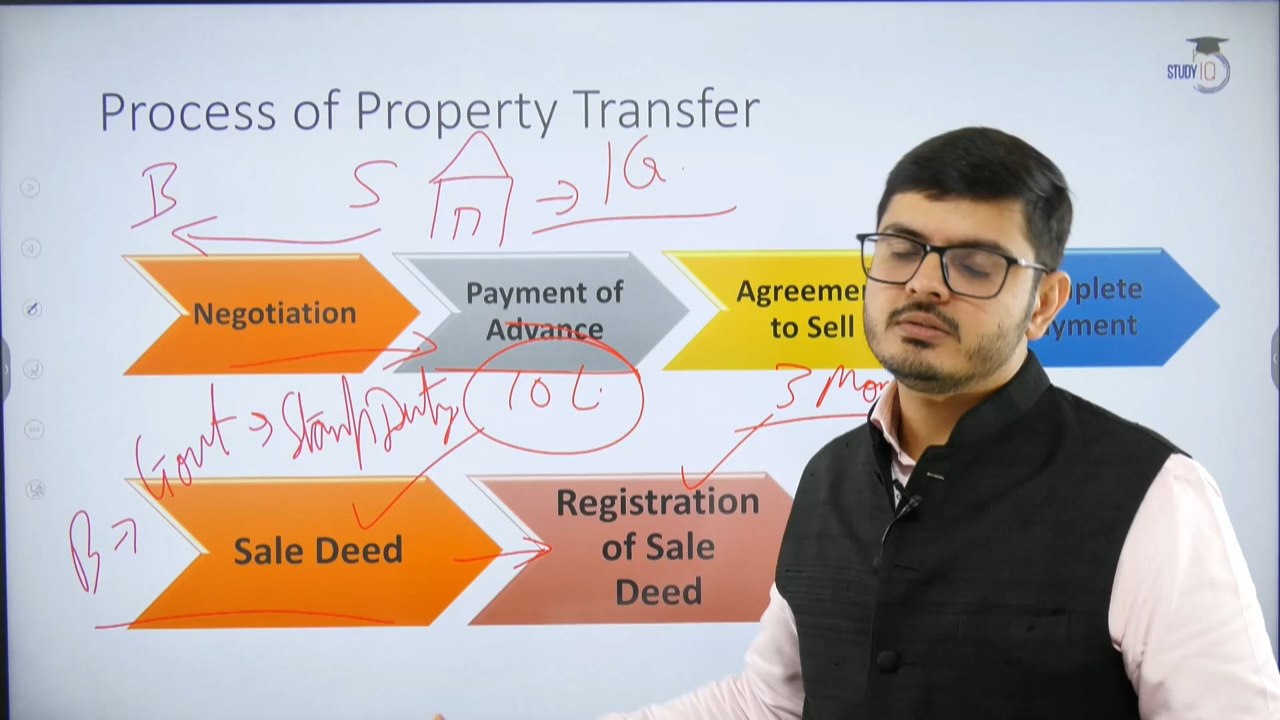 STUDY IQ
Process of Property Transfer
B S → 1 G.
Negotiation
Payment of
Advance
Agreemen
to Sell
plete
yment
Govt → Stamp Duty
10 L
3 Mon
B →
Sale Deed
Registration
of Sale
Deed